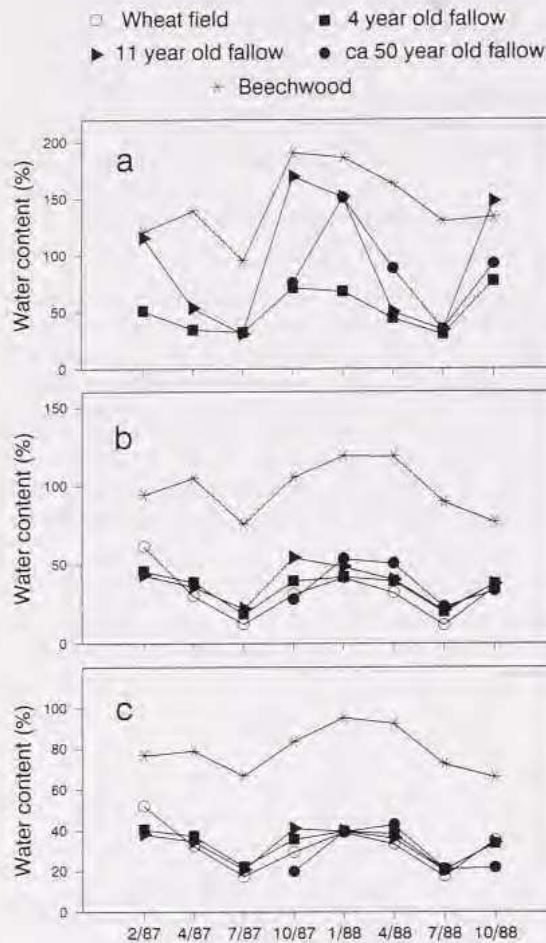 Wheat field 4 year old fallow
11 year old fallow ca 50 year old fallow
Beechwood
a
Water content (%)
200
150
100
50
0
b
Water content (%)
150
100
50
0
c
Water content (%)
100
80
60
40
20
0
2/87 4/87 7/87 10/87 1/88 4/88 7/88 10/88